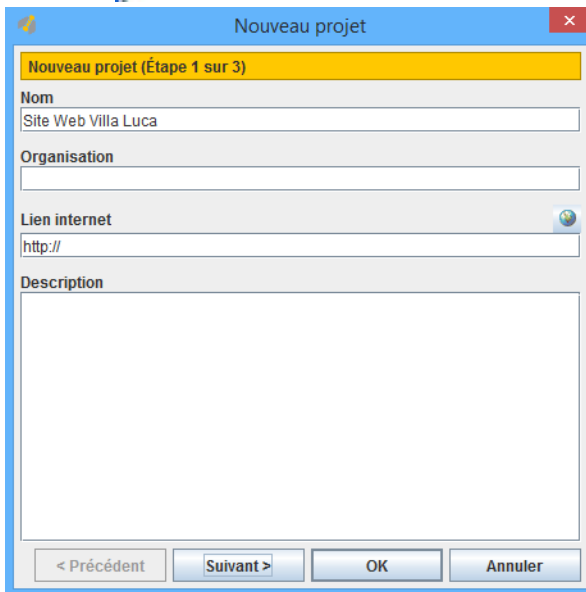 Nouveau projet
Nouveau projet (Étape 1 sur 3)
Nom
Site Web Villa Luca
Organisation
Lien internet
http://
Description
< Précédent Suivant > OK Annuler